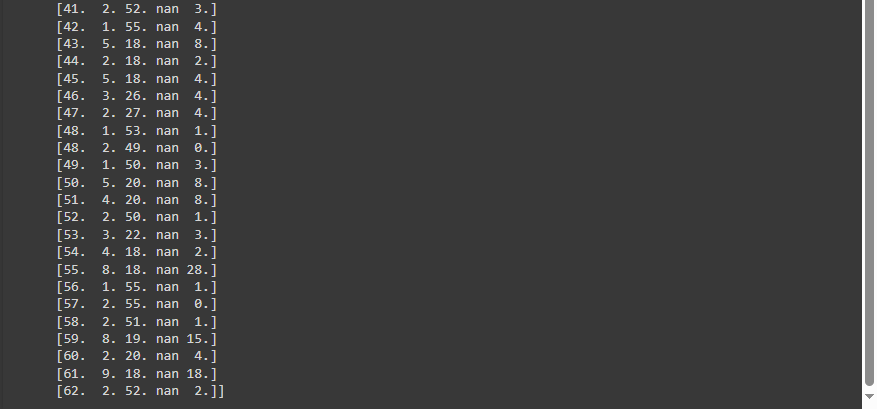 [41. 2. 52. nan 3.]
[42. 1. 55. nan 4.]
[43. 5. 18. nan 8.]
[44. 2. 18. nan 2.]
[45. 5. 18. nan 4.]
[46. 3. 26. nan 4.]
[47. 2. 27. nan 4.]
[48. 1. 53. nan 1.]
[48. 2. 49. nan 0.]
[49. 1. 50. nan 3.]
[50. 5. 20. nan 8.]
[51. 4. 20. nan 8.]
[52. 2. 50. nan 1.]
[53. 3. 22. nan 3.]
[54. 4. 18. nan 2.]
[55. 8. 18. nan 28.]
[56. 1. 55. nan 1.]
[57. 2. 55. nan 0.]
[58. 2. 51. nan 1.]
[59. 8. 19. nan 15.]
[60. 2. 20. nan 4.]
[61. 9. 18. nan 18.]
[62. 2. 52. nan 2.]]